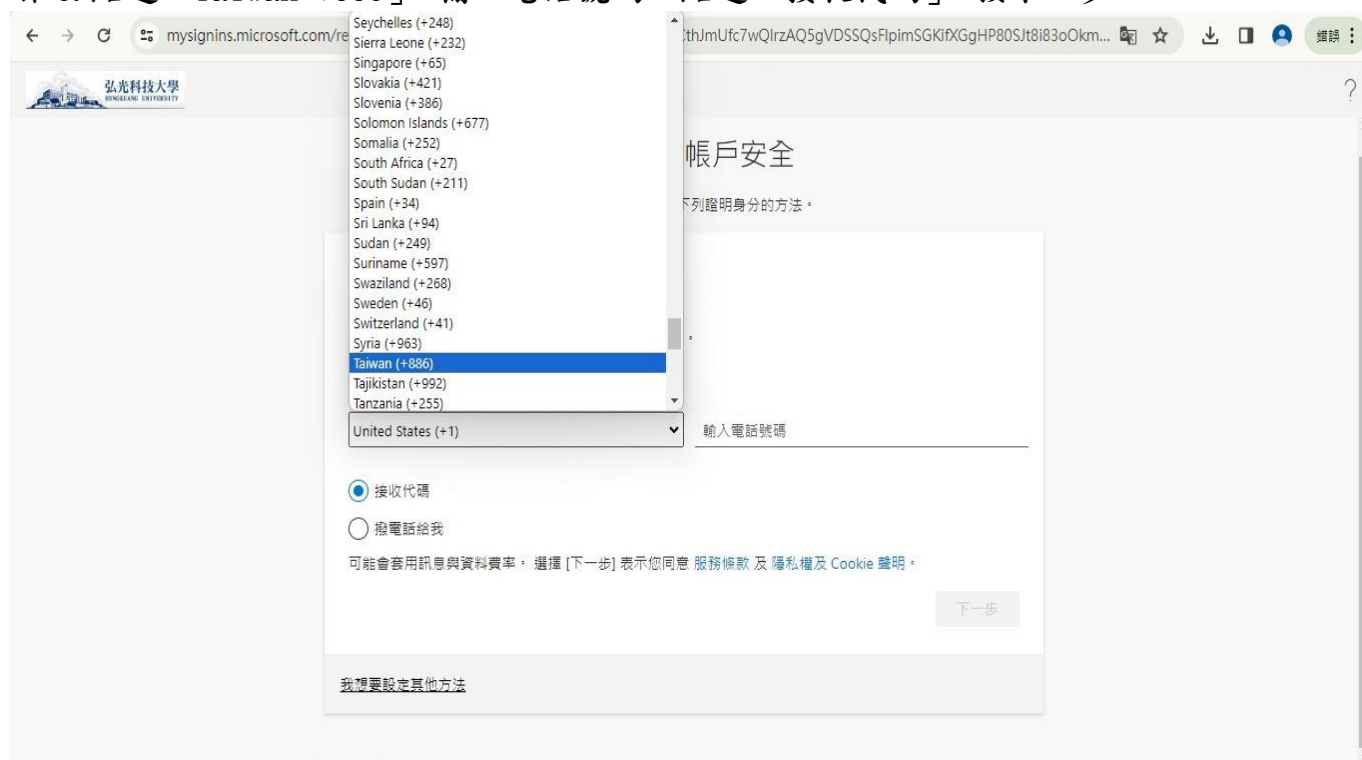 mysignins.microsoft.com/re
thJmUfc7wQIrzAQ5gVDSSQsFlpimSGKifXGgHP80SJt8i83oOkm...
錯誤
弘光科技大學
HUNGKUANG UNIVERSITY
?
Seychelles (+248)
Sierra Leone (+232)
Singapore (+65)
Slovakia (+421)
Slovenia (+386)
Solomon Islands (+677)
Somalia (+252)
South Africa (+27)
South Sudan (+211)
Spain (+34)
Sri Lanka (+94)
Sudan (+249)
Suriname (+597)
Swaziland (+268)
Sweden (+46)
Switzerland (+41)
Syria (+963)
Taiwan (+886)
Tajikistan (+992)
Tanzania (+255)
帳戶安全
下列證明身分的方法。
United States (+1)
輸入電話號碼
接收代碼
撥電話給我
可能會套用訊息與資料費率。 選擇 [下一步] 表示您同意 服務條款 及 隱私權及 Cookie 聲明。
下一步
我想要設定其他方法